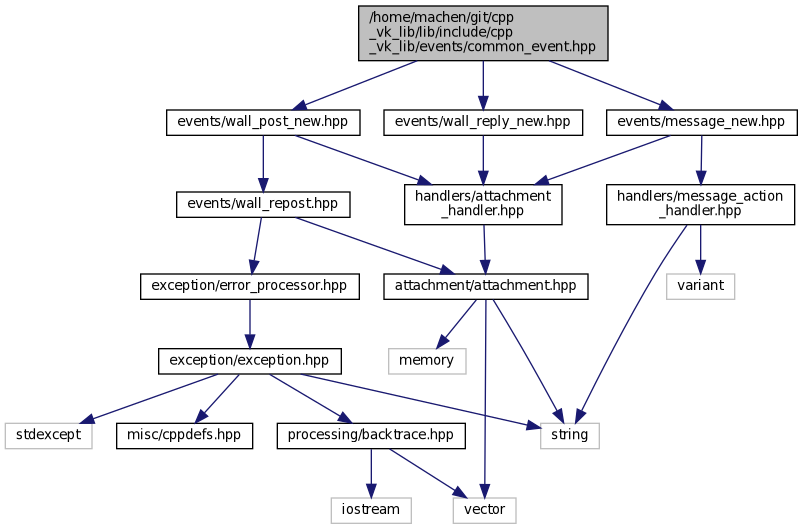 /home/machen/git/cpp
_vk_lib/lib/include/cpp
_vk_lib/events/common_event.hpp
events/wall_post_new.hpp
events/wall_reply_new.hpp
events/message_new.hpp
events/wall_repost.hpp
handlers/attachment
_handler.hpp
handlers/message_action
_handler.hpp
exception/error_processor.hpp
attachment/attachment.hpp
variant
exception/exception.hpp
memory
stdexcept
misc/cppdefs.hpp
processing/backtrace.hpp
string
iostream
vector